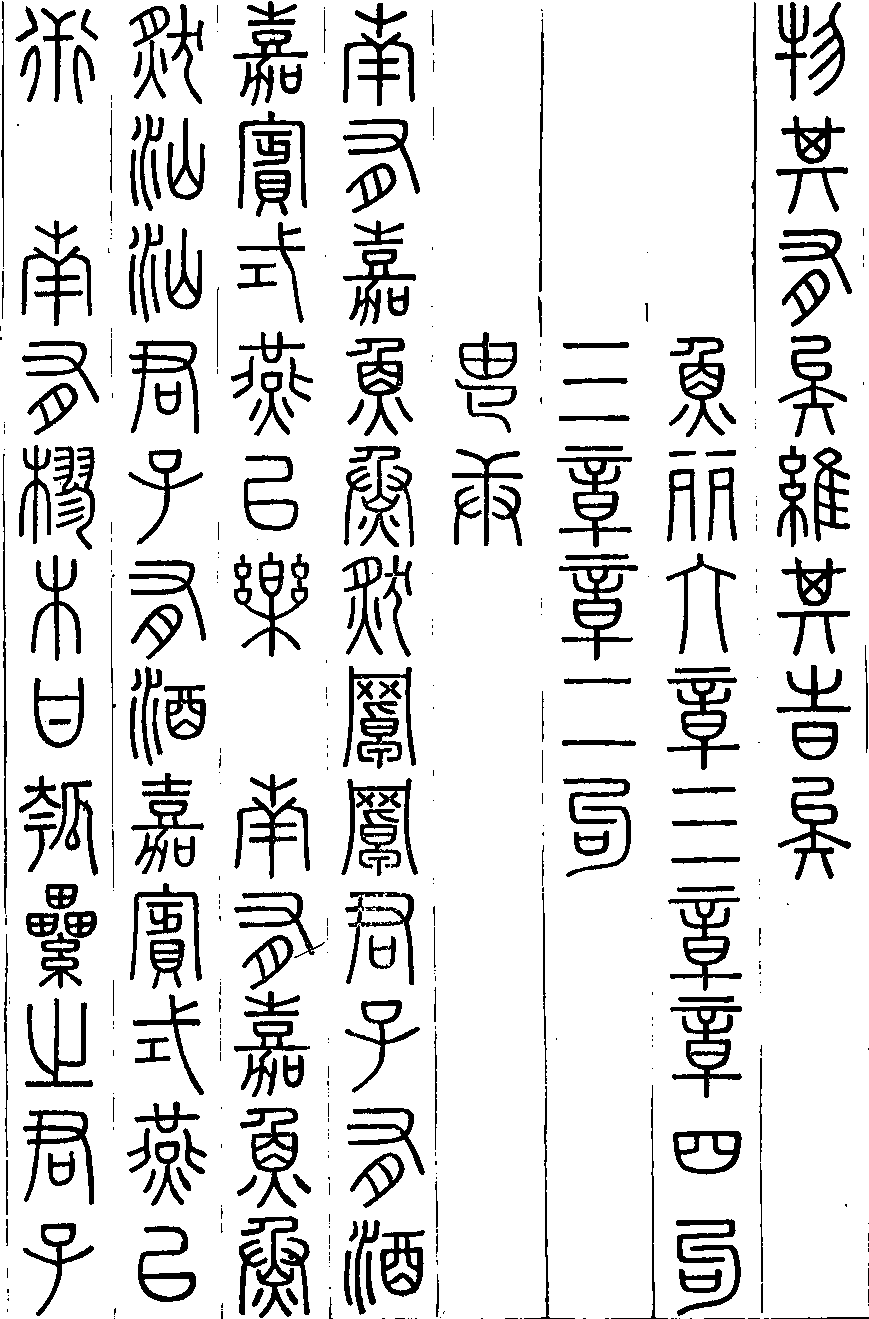 物其有矣維其旹矣
魚丽六章三章章四句
三章章二句
由庚
南有嘉魚烝然罩罩君子有酒
嘉賓式燕㠯樂　南有嘉魚烝
然汕汕君子有酒嘉賓式燕㠯
衎　南有樛木甘瓠纍之君子